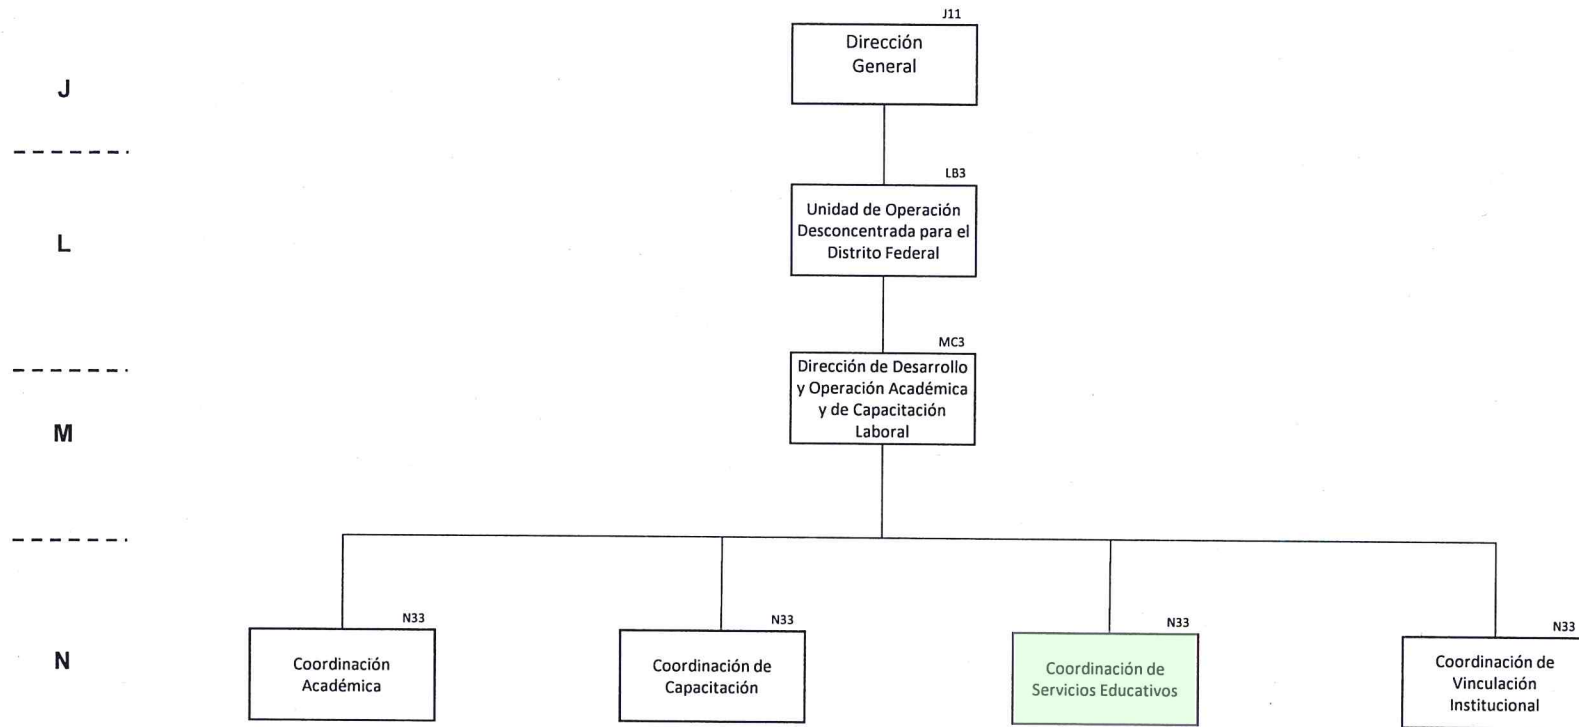 J11
Dirección
General
J
LB3
Unidad de Operación
Desconcentrada para el
Distrito Federal
L
MC3
Dirección de Desarrollo
y Operación Académica
y de Capacitación
Laboral
M
N33
Coordinación
Académica
N33
Coordinación de
Capacitación
N33
Coordinación de
Servicios Educativos
N33
Coordinación de
Vinculación
Institucional
N